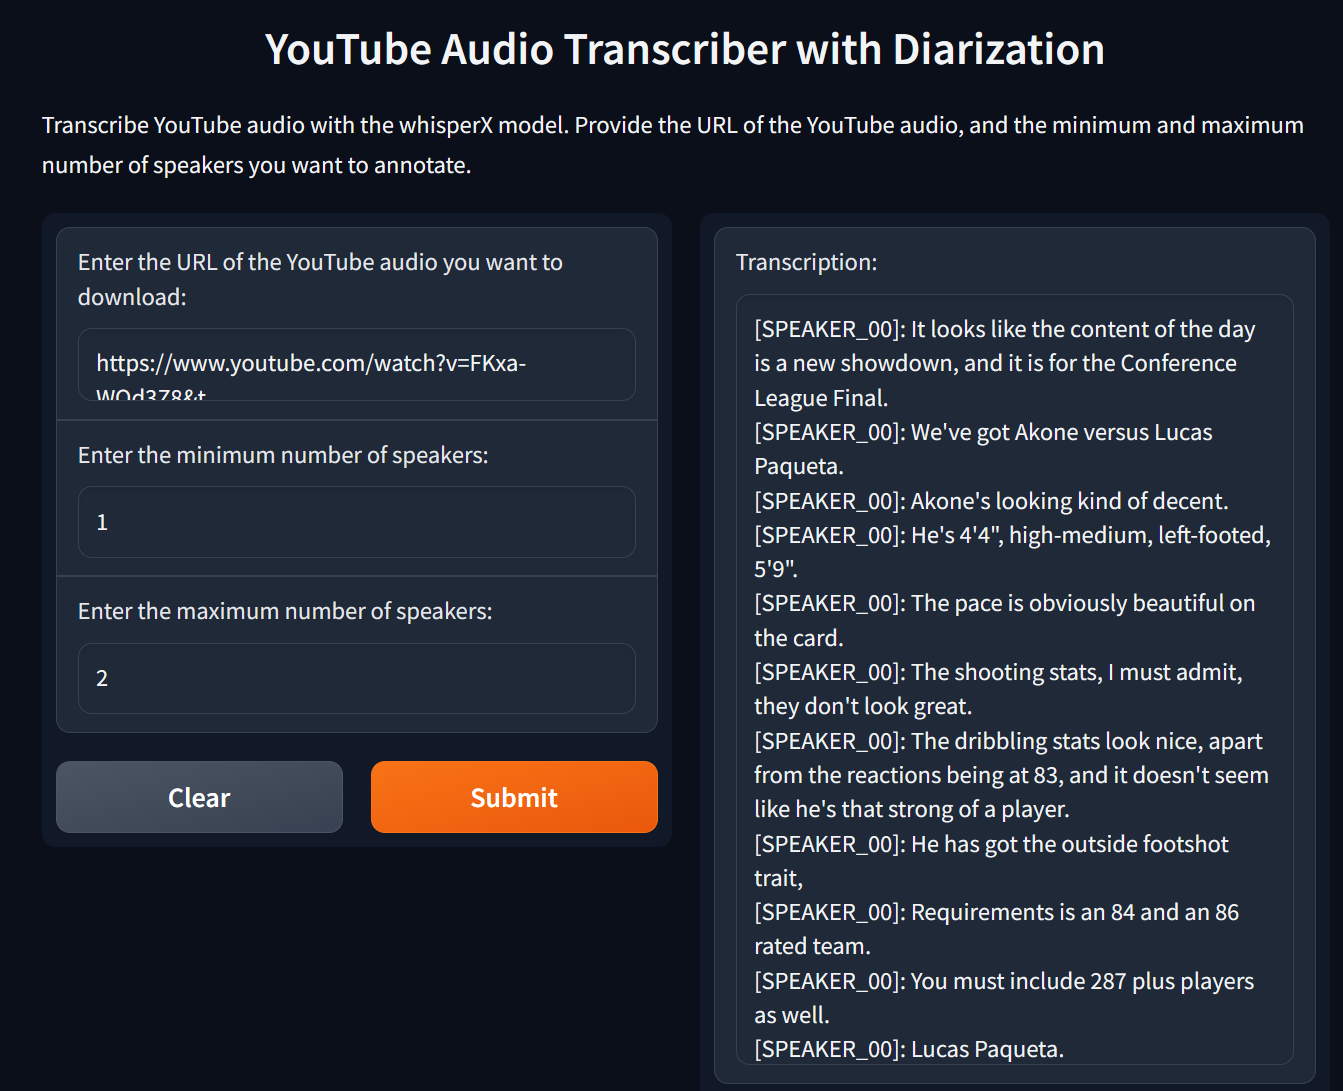 YouTube Audio Transcriber with Diarization
Transcribe YouTube audio with the whisperX model. Provide the URL of the YouTube audio, and the minimum and maximum
number of speakers you want to annotate.
Enter the URL of the YouTube audio you want to
download:
https://www.youtube.com/watch?v=FKxa-
Enter the minimum number of speakers:
1
Enter the maximum number of speakers:
2
Clear
Submit
Transcription:
[SPEAKER_00]: It looks like the content of the day
is a new showdown, and it is for the Conference
League Final.
[SPEAKER_00]: We've got Akone versus Lucas
Paqueta.
[SPEAKER_00]: Akone's looking kind of decent.
[SPEAKER_00]: He's 4'4", high-medium, left-footed,
5'9".
[SPEAKER_00]: The pace is obviously beautiful on
the card.
[SPEAKER_00]: The shooting stats, I must admit,
they don't look great.
[SPEAKER_00]: The dribbling stats look nice, apart
from the reactions being at 83, and it doesn't seem
like he's that strong of a player.
[SPEAKER_00]: He has got the outside footshot
trait,
[SPEAKER_00]: Requirements is an 84 and an 86
rated team.
[SPEAKER_00]: You must include 287 plus players
as well.
[SPEAKER_00]: Lucas Paqueta.